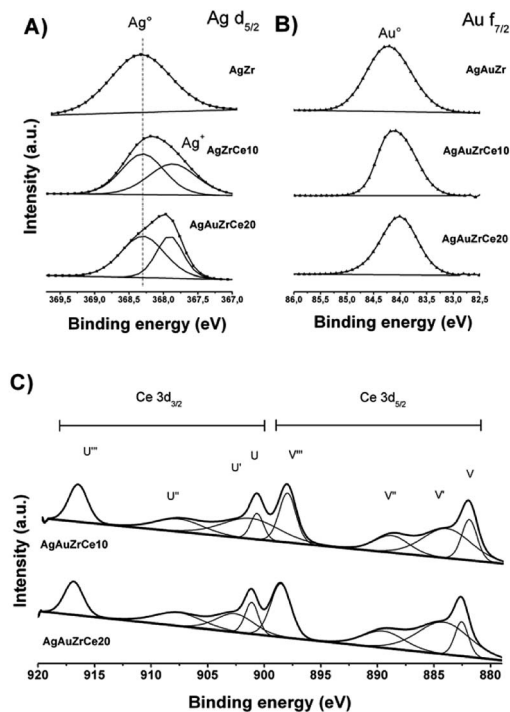 A)
Ag°
Ag d5/2
AgZr
Ag+
AgZrCe10
AgAuZrCe20
Intensity (a.u.)
369,5 369,0 368,5 368,0 367,5 367,0
Binding energy (eV)
B)
Au°
Au f7/2
AgAuZr
AgAuZrCe10
AgAuZrCe20
86,0 85,5 85,0 84,5 84,0 83,5 83,0 82,5
Binding energy (eV)
C)
Ce 3d3/2
Ce 3d5/2
U''' U'' U' U V''' V'' V' V
AgAuZrCe10
AgAuZrCe20
Intensity (a.u.)
920 915 910 905 900 895 890 885 880
Binding energy (eV)